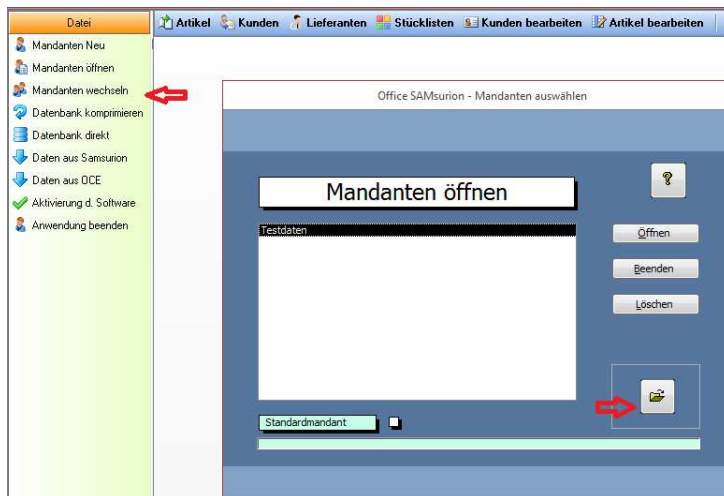 Datei
Artikel Kunden Lieferanten Stücklisten Kunden bearbeiten Artikel bearbeiten
Mandanten Neu
Mandanten öffnen
Mandanten wechseln
Datenbank komprimieren
Datenbank direkt
Daten aus Samsurion
Daten aus OCE
Aktivierung d. Software
Anwendung beenden
Office SAMsurion - Mandanten auswählen
Mandanten öffnen
?
Testdaten
Öffnen
Beenden
Löschen
Standardmandant